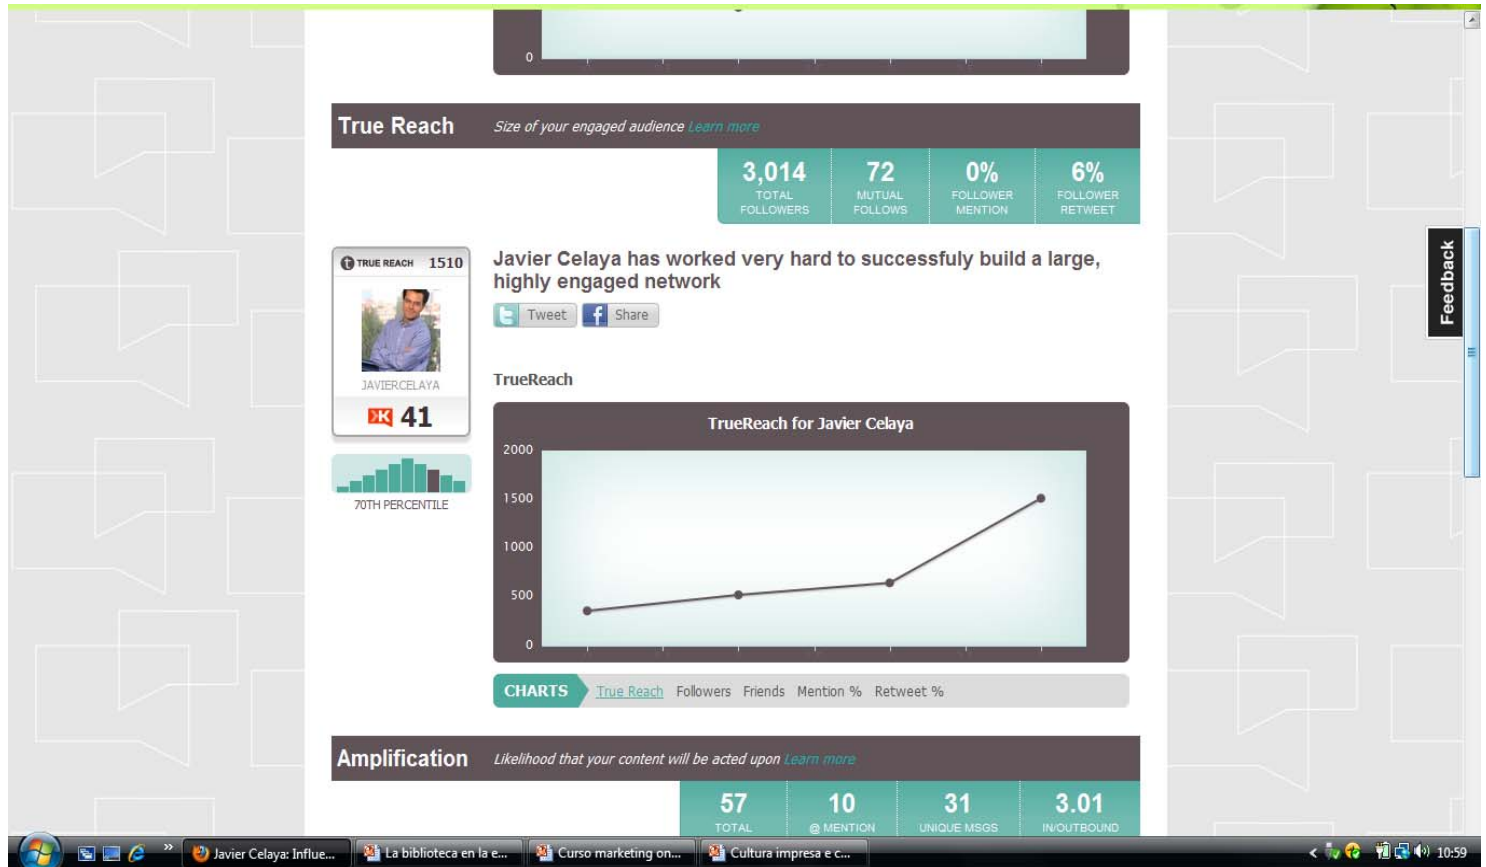 0
True Reach Size of your engaged audience Learn more
3,014 72 0% 6%
TOTAL MUTUAL FOLLOWER FOLLOWER
FOLLOWERS FOLLOWS MENTION RETWEET
TRUE REACH 1510
JAVIERCELAYA
K 41
70TH PERCENTILE
Javier Celaya has worked very hard to successfuly build a large,
highly engaged network
Tweet Share
TrueReach
TrueReach for Javier Celaya
2000
1500
1000
500
0
CHARTS True Reach Followers Friends Mention % Retweet %
Amplification Likelihood that your content will be acted upon Learn more
57 10 31 3.01
TOTAL @ MENTION UNIQUE MSGS IN/OUTBOUND
Feedback
Javier Celaya: Influe... La biblioteca en la e... Curso marketing on... Cultura impresa e c... 10:59